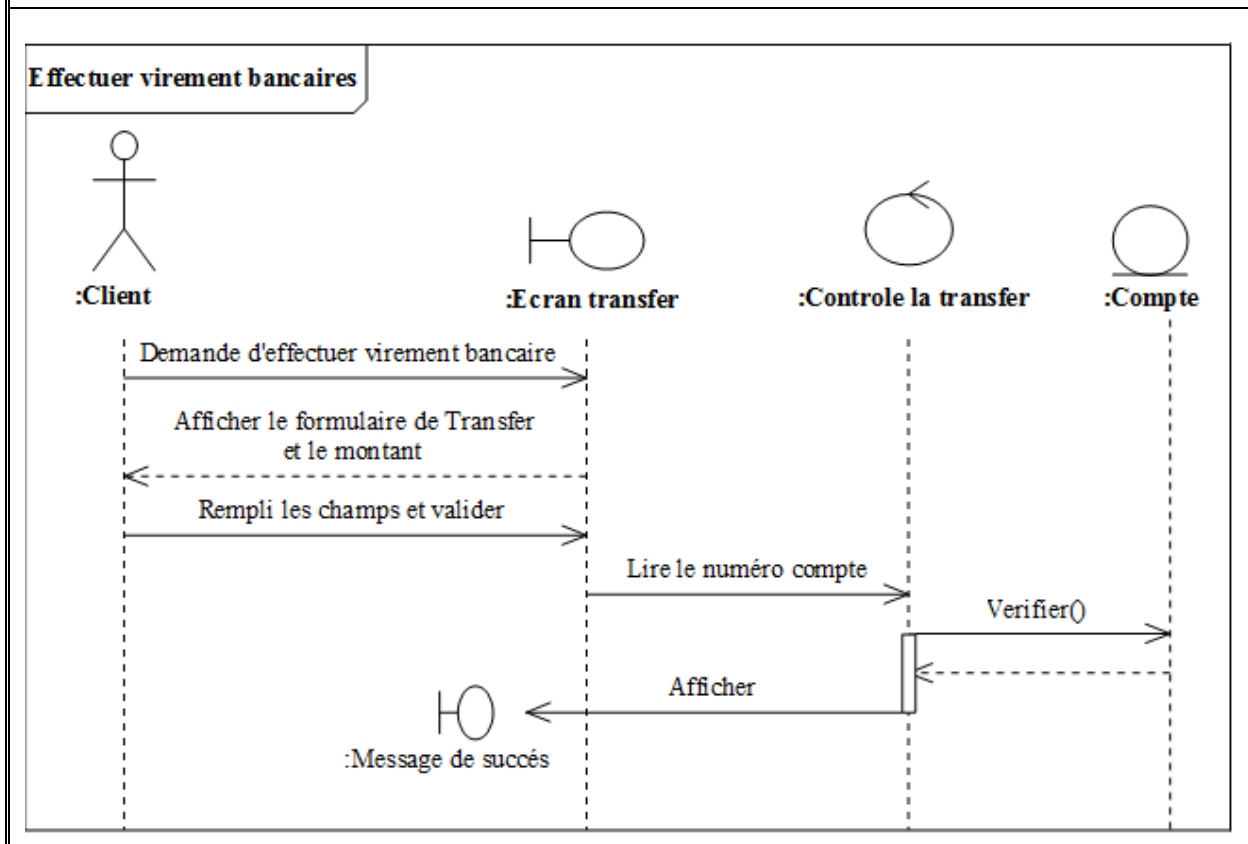 Effectuer virement bancaires
:Client
:Ecran transfer
:Controle la transfer
:Compte
Demande d'effectuer virement bancaire
Afficher le formulaire de Transfer
et le montant
Rempli les champs et valider
Lire le numéro compte
Verifier()
Afficher
:Message de succés